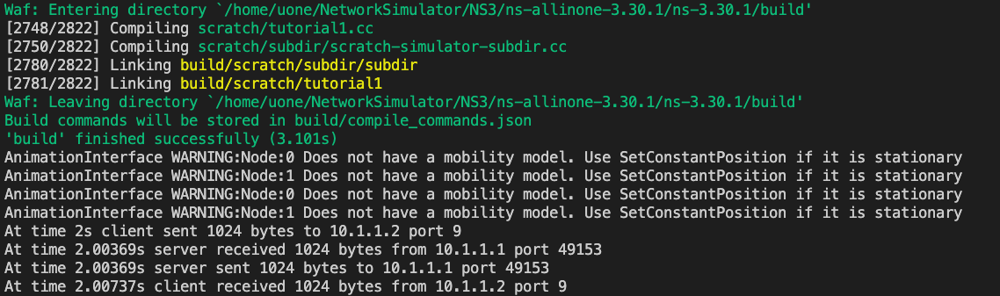 Waf: Entering directory `/home/uone/NetworkSimulator/NS3/ns-allinone-3.30.1/ns-3.30.1/build'
[2748/2822] Compiling scratch/tutorial1.cc
[2750/2822] Compiling scratch/subdir/scratch-simulator-subdir.cc
[2780/2822] Linking build/scratch/subdir/subdir
[2781/2822] Linking build/scratch/tutorial1
Waf: Leaving directory `/home/uone/NetworkSimulator/NS3/ns-allinone-3.30.1/ns-3.30.1/build'
Build commands will be stored in build/compile_commands.json
'build' finished successfully (3.101s)
AnimationInterface WARNING:Node:0 Does not have a mobility model. Use SetConstantPosition if it is stationary
AnimationInterface WARNING:Node:1 Does not have a mobility model. Use SetConstantPosition if it is stationary
AnimationInterface WARNING:Node:0 Does not have a mobility model. Use SetConstantPosition if it is stationary
AnimationInterface WARNING:Node:1 Does not have a mobility model. Use SetConstantPosition if it is stationary
At time 2s client sent 1024 bytes to 10.1.1.2 port 9
At time 2.00369s server received 1024 bytes from 10.1.1.1 port 49153
At time 2.00369s server sent 1024 bytes to 10.1.1.1 port 49153
At time 2.00737s client received 1024 bytes from 10.1.1.2 port 9